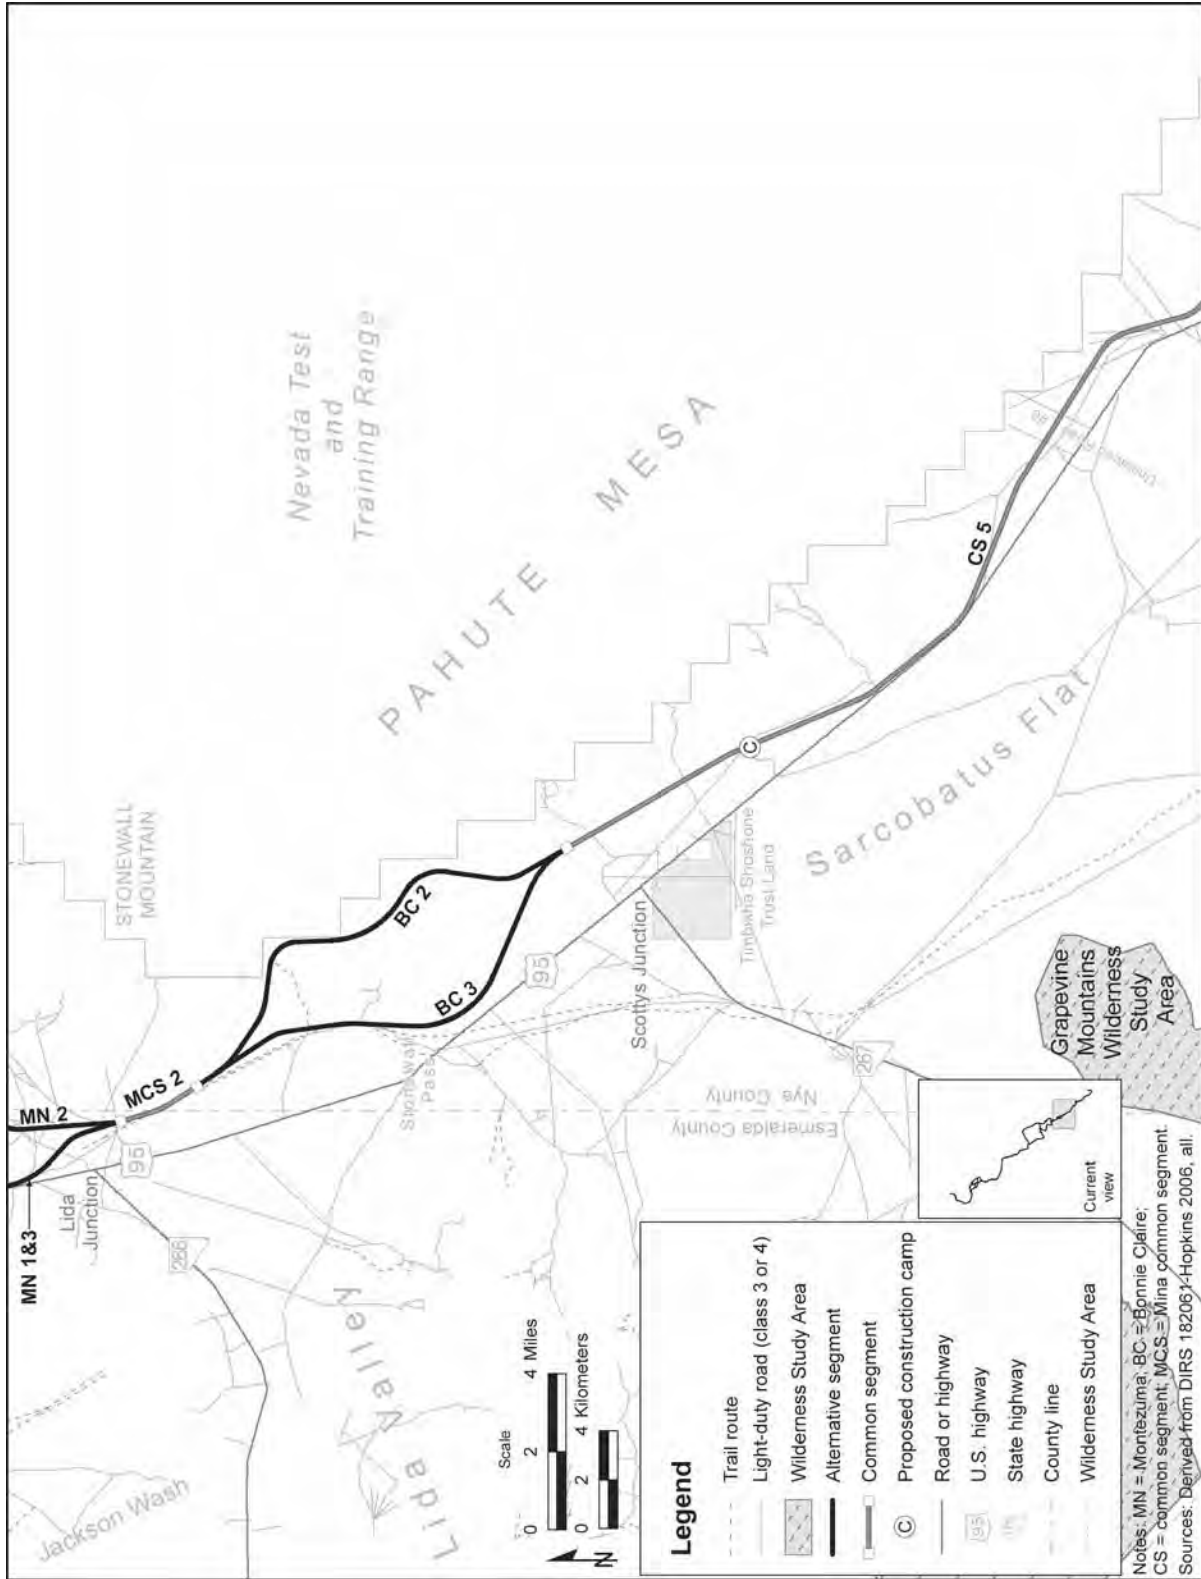 Nevada Test
and
Training Range
PAHUTE MESA
STONEWALL
MOUNTAIN
MN 1&3
MN 2
MCS 2
BC 2
BC 3
CS 5
95
Lida
Junction
266
Jackson Wash
Lida Valley
Stonewall
Pass
95
Esmeralda County
Nye County
Scottys Junction
Timbisha Shoshone
Trust Land
C
267
Sarcobatus Flat
Grapevine
Mountains
Wilderness
Study
Area
Scale
0 2 4 Miles
0 2 4 Kilometers
N
Legend
Trail route
Light-duty road (class 3 or 4)
Wilderness Study Area
Alternative segment
Common segment
C Proposed construction camp
Road or highway
95 U.S. highway
State highway
County line
Wilderness Study Area
Current
view
Notes: MN = Montezuma; BC = Bonnie Claire;
CS = common segment; MCS = Mina common segment.
Sources: Derived from DIRS 182061-Hopkins 2006, all.